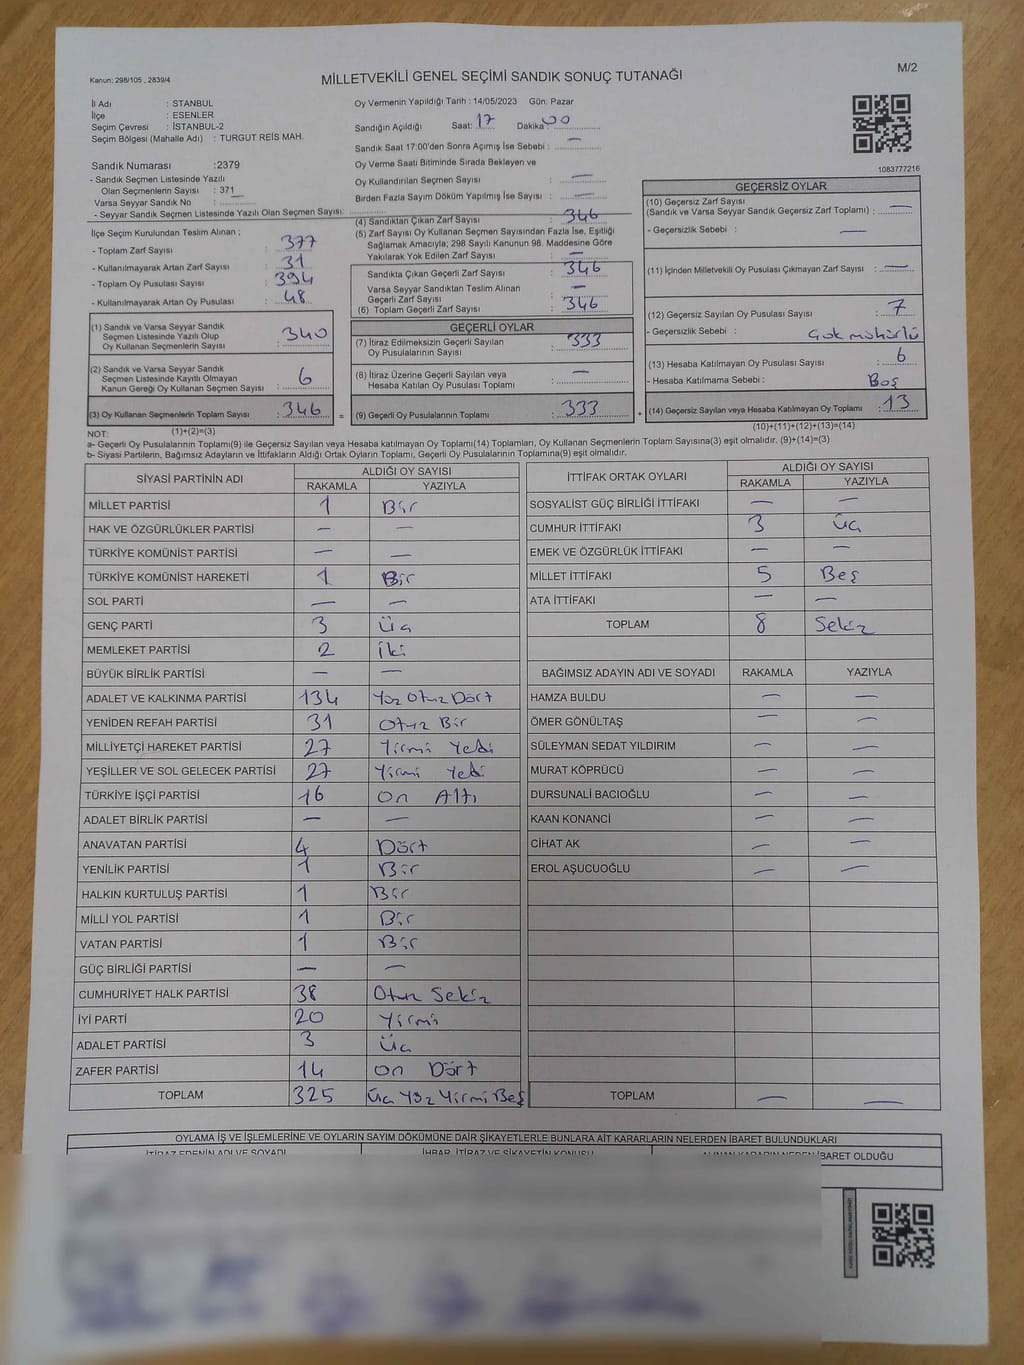 Kanun: 298/105 , 2839/4
MİLLETVEKİLİ GENEL SEÇİMİ SANDIK SONUÇ TUTANAĞI
M/2
İl Adı : STANBUL
İlçe : ESENLER
Seçim Çevresi : İSTANBUL-2
Seçim Bölgesi (Mahalle Adı) : TURGUT REİS MAH.
Sandık Numarası :2379
- Sandık Seçmen Listesinde Yazılı
Olan Seçmenlerin Sayısı : 371
Varsa Seyyar Sandık No : —
- Seyyar Sandık Seçmen Listesinde Yazılı Olan Seçmen Sayısı:
Oy Vermenin Yapıldığı Tarih : 14/05/2023 Gün: Pazar
Sandığın Açıldığı Saat: 17 Dakika 00
Sandık Saat 17:00'den Sonra Açımış İse Sebebi : —
Oy Verme Saati Bitiminde Sırada Bekleyen ve
Oy Kullandırılan Seçmen Sayısı : —
Birden Fazla Sayım Döküm Yapılmış İse Sayısı : —
1083777216
İlçe Seçim Kurulundan Teslim Alınan ;
- Toplam Zarf Sayısı : 377
- Kullanılmayarak Artan Zarf Sayısı : 31
- Toplam Oy Pusulası Sayısı : 394
- Kullanılmayarak Artan Oy Pusulası : 48
(1) Sandık ve Varsa Seyyar Sandık
Seçmen Listesinde Yazılı Olup
Oy Kullanan Seçmenlerin Sayısı : 340
(2) Sandık ve Varsa Seyyar Sandık
Seçmen Listesinde Kayıtlı Olmayan
Kanun Gereği Oy Kullanan Seçmen Sayısı : 6
(3) Oy Kullanan Seçmenlerin Toplam Sayısı : 346 =
(1)+(2)=(3)
(4) Sandıktan Çıkan Zarf Sayısı : 346
(5) Zarf Sayısı Oy Kullanan Seçmen Sayısından Fazla İse, Eşitliği
Sağlamak Amacıyla; 298 Sayılı Kanunun 98. Maddesine Göre
Yakılarak Yok Edilen Zarf Sayısı : —
Sandıkta Çıkan Geçerli Zarf Sayısı : 346
Varsa Seyyar Sandıktan Teslim Alınan
Geçerli Zarf Sayısı : —
(6) Toplam Geçerli Zarf Sayısı : 346
GEÇERLİ OYLAR
(7) İtiraz Edilmeksizin Geçerli Sayılan
Oy Pusulalarının Sayısı : 333
(8) İtiraz Üzerine Geçerli Sayılan veya
Hesaba Katılan Oy Pusulası Toplamı : —
(9) Geçerli Oy Pusulalarının Toplamı : 333 +
GEÇERSİZ OYLAR
(10) Geçersiz Zarf Sayısı
(Sandık ve Varsa Seyyar Sandık Geçersiz Zarf Toplamı) : —
- Geçersizlik Sebebi : —
(11) İçinden Milletvekili Oy Pusulası Çıkmayan Zarf Sayısı : —
(12) Geçersiz Sayılan Oy Pusulası Sayısı : 7
- Geçersizlik Sebebi : Çok mühürlü
(13) Hesaba Katılmayan Oy Pusulası Sayısı : 6
- Hesaba Katılmama Sebebi : Boş
(14) Geçersiz Sayılan veya Hesaba Katılmayan Oy Toplamı : 13
(10)+(11)+(12)+(13)=(14)
NOT:
a- Geçerli Oy Pusulalarının Toplamı(9) ile Geçersiz Sayılan veya Hesaba katılmayan Oy Toplamı(14) Toplamları, Oy Kullanan Seçmenlerin Toplam Sayısına(3) eşit olmalıdır. (9)+(14)=(3)
b- Siyasi Partilerin, Bağımsız Adayların ve İttifakların Aldığı Ortak Oyların Toplamı, Geçerli Oy Pusulalarının Toplamına(9) eşit olmalıdır.
SİYASİ PARTİNİN ADI ALDIĞI OY SAYISI
RAKAMLA YAZIYLA
MİLLET PARTİSİ 1 Bir
HAK VE ÖZGÜRLÜKLER PARTİSİ — —
TÜRKİYE KOMÜNİST PARTİSİ — —
TÜRKİYE KOMÜNİST HAREKETİ 1 Bir
SOL PARTİ — —
GENÇ PARTİ 3 Üç
MEMLEKET PARTİSİ 2 İki
BÜYÜK BİRLİK PARTİSİ — —
ADALET VE KALKINMA PARTİSİ 134 Yüz Otuz Dört
YENİDEN REFAH PARTİSİ 31 Otuz Bir
MİLLİYETÇİ HAREKET PARTİSİ 27 Yirmi Yedi
YEŞİLLER VE SOL GELECEK PARTİSİ 27 Yirmi Yedi
TÜRKİYE İŞÇİ PARTİSİ 16 On Altı
ADALET BİRLİK PARTİSİ — —
ANAVATAN PARTİSİ 4 Dört
YENİLİK PARTİSİ 1 Bir
HALKIN KURTULUŞ PARTİSİ 1 Bir
MİLLİ YOL PARTİSİ 1 Bir
VATAN PARTİSİ 1 Bir
GÜÇ BİRLİĞİ PARTİSİ — —
CUMHURİYET HALK PARTİSİ 38 Otuz Sekiz
İYİ PARTİ 20 Yirmi
ADALET PARTİSİ 3 Üç
ZAFER PARTİSİ 14 On Dört
TOPLAM 325 Üç Yüz Yirmi Beş
İTTİFAK ORTAK OYLARI ALDIĞI OY SAYISI
RAKAMLA YAZIYLA
SOSYALİST GÜÇ BİRLİĞİ İTTİFAKI — —
CUMHUR İTTİFAKI 3 Üç
EMEK VE ÖZGÜRLÜK İTTİFAKI — —
MİLLET İTTİFAKI 5 Beş
ATA İTTİFAKI — —
TOPLAM 8 Sekiz
BAĞIMSIZ ADAYIN ADI VE SOYADI RAKAMLA YAZIYLA
HAMZA BULDU — —
ÖMER GÖNÜLTAŞ — —
SÜLEYMAN SEDAT YILDIRIM — —
MURAT KÖPRÜCÜ — —
DURSUNALİ BACIOĞLU — —
KAAN KONANCİ — —
CİHAT AK — —
EROL AŞUCUOĞLU — —
TOPLAM — —
OYLAMA İŞ VE İŞLEMLERİNE VE OYLARIN SAYIM DÖKÜMÜNE DAİR ŞİKAYETLERLE BUNLARA AİT KARARLARIN NELERDEN İBARET BULUNDUKLARI
İTİRAZ EDENİN ADI VE SOYADI İHBAR, İTİRAZ VE ŞİKAYETİN KONUSU ALINAN KARARIN NEDEN İBARET OLDUĞU